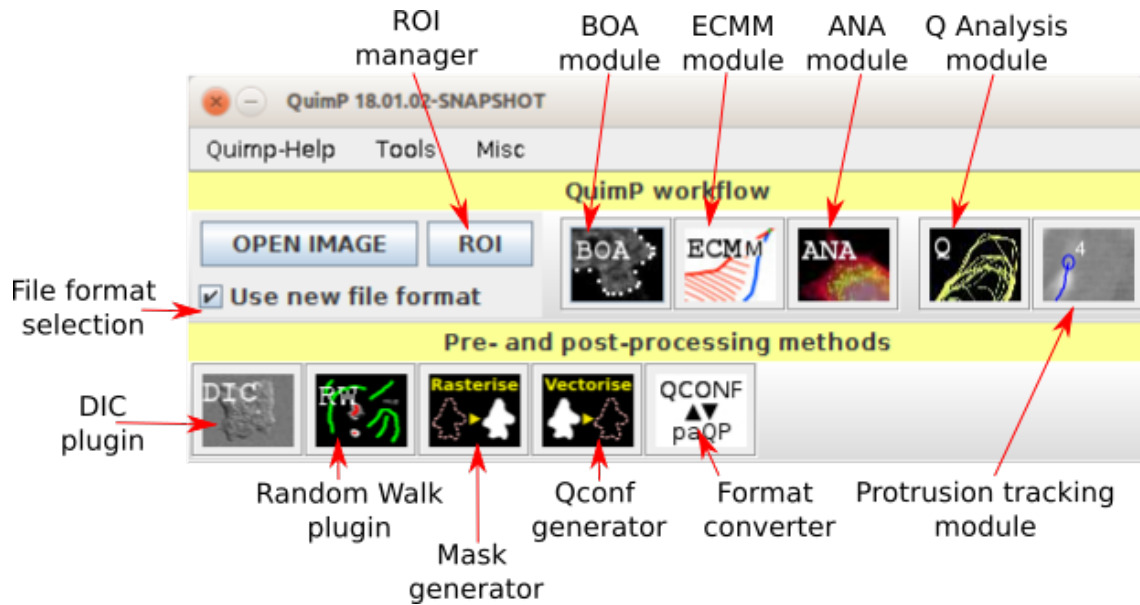 ROI
manager
BOA
module
ECMM
module
ANA
module
Q Analysis
module
QuimP 18.01.02-SNAPSHOT
Quimp-Help Tools Misc
QuimP workflow
OPEN IMAGE ROI
BOA
ECMM
ANA
Q
4
File format
selection
Use new file format
Pre- and post-processing methods
DIC
RW
Rasterise
Vectorise
QCONF
paQP
DIC
plugin
Random Walk
plugin
Mask
generator
Qconf
generator
Format
converter
Protrusion tracking
module